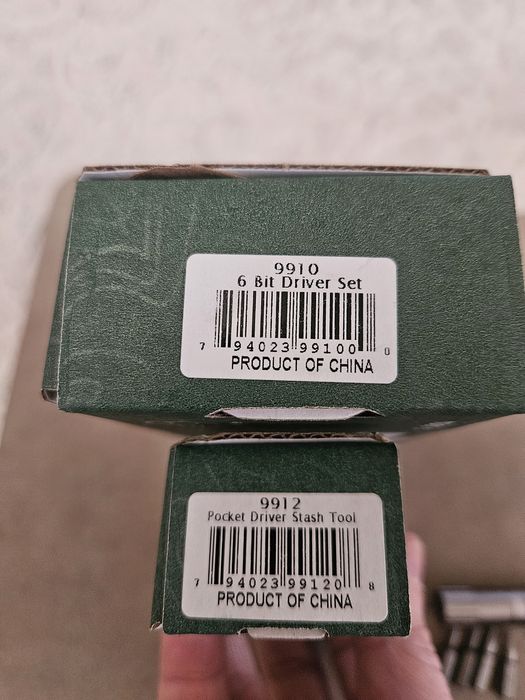 9910
6 Bit Driver Set
7 94023 99100 8
PRODUCT OF CHINA
9912
Pocket Driver Stash Tool
7 94023 99120 8
PRODUCT OF CHINA